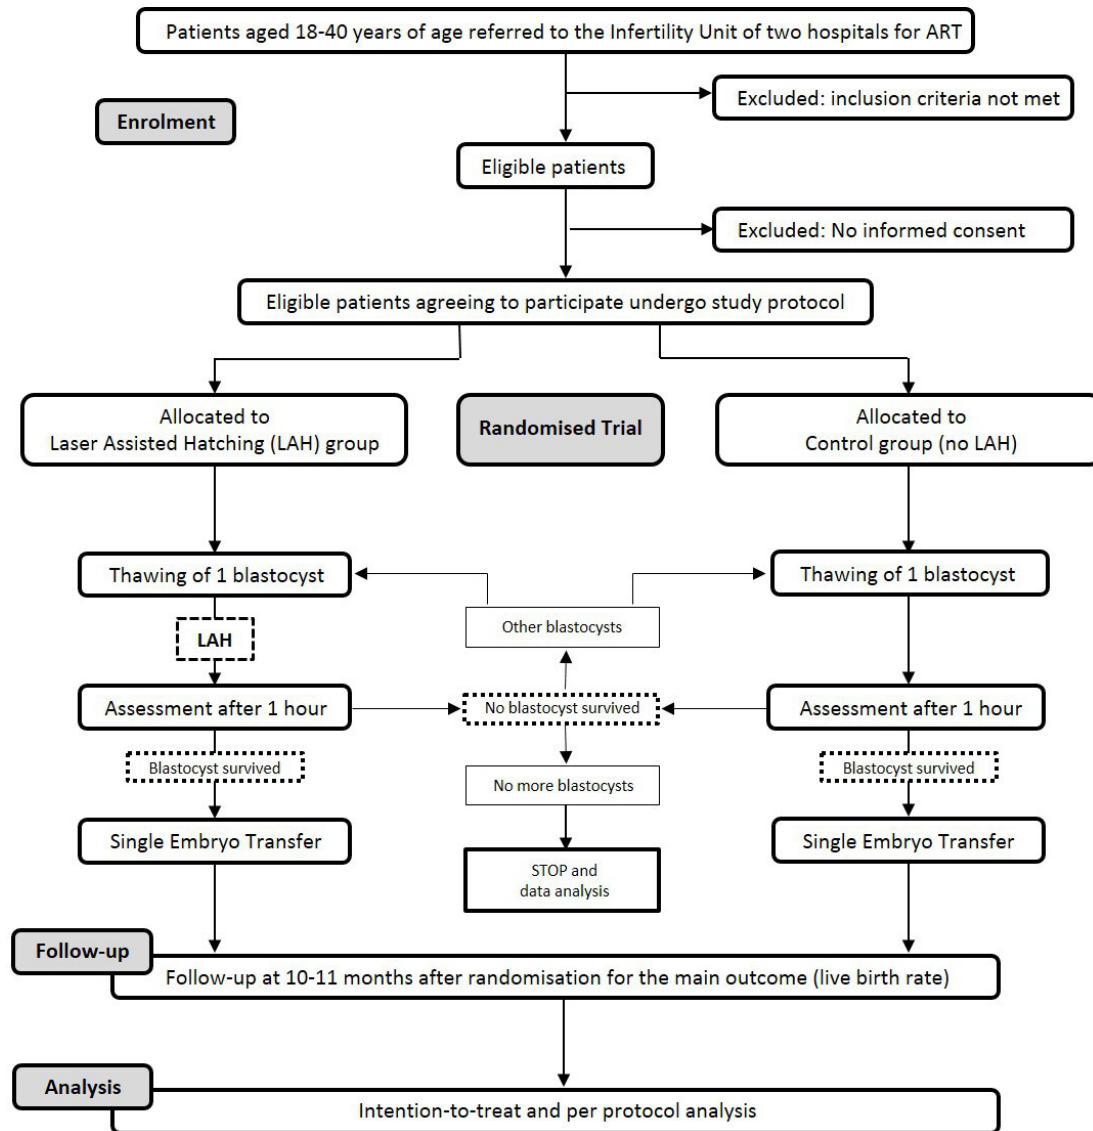 Patients aged 18-40 years of age referred to the Infertility Unit of two hospitals for ART
Excluded: inclusion criteria not met
Enrolment
Eligible patients
Excluded: No informed consent
Eligible patients agreeing to participate undergo study protocol
Allocated to
Laser Assisted Hatching (LAH) group
Randomised Trial
Allocated to
Control group (no LAH)
Thawing of 1 blastocyst
Thawing of 1 blastocyst
Other blastocysts
LAH
Assessment after 1 hour
No blastocyst survived
Assessment after 1 hour
Blastocyst survived
Blastocyst survived
No more blastocysts
Single Embryo Transfer
Single Embryo Transfer
STOP and
data analysis
Follow-up
Follow-up at 10-11 months after randomisation for the main outcome (live birth rate)
Analysis
Intention-to-treat and per protocol analysis